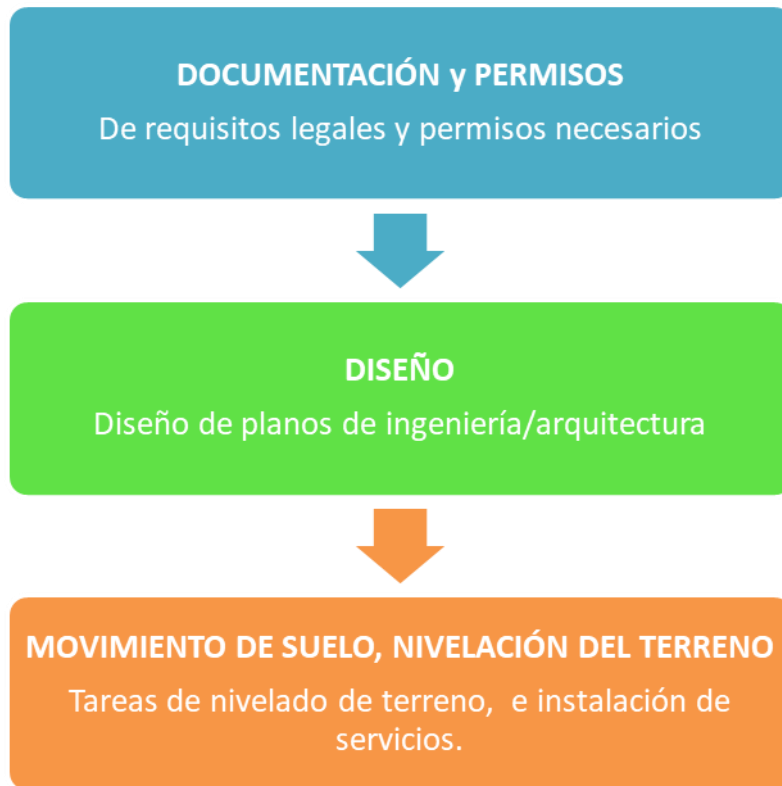 DOCUMENTACIÓN y PERMISOS
De requisitos legales y permisos necesarios
DISEÑO
Diseño de planos de ingeniería/arquitectura
MOVIMIENTO DE SUELO, NIVELACIÓN DEL TERRENO
Tareas de nivelado de terreno,  e instalación de
servicios.